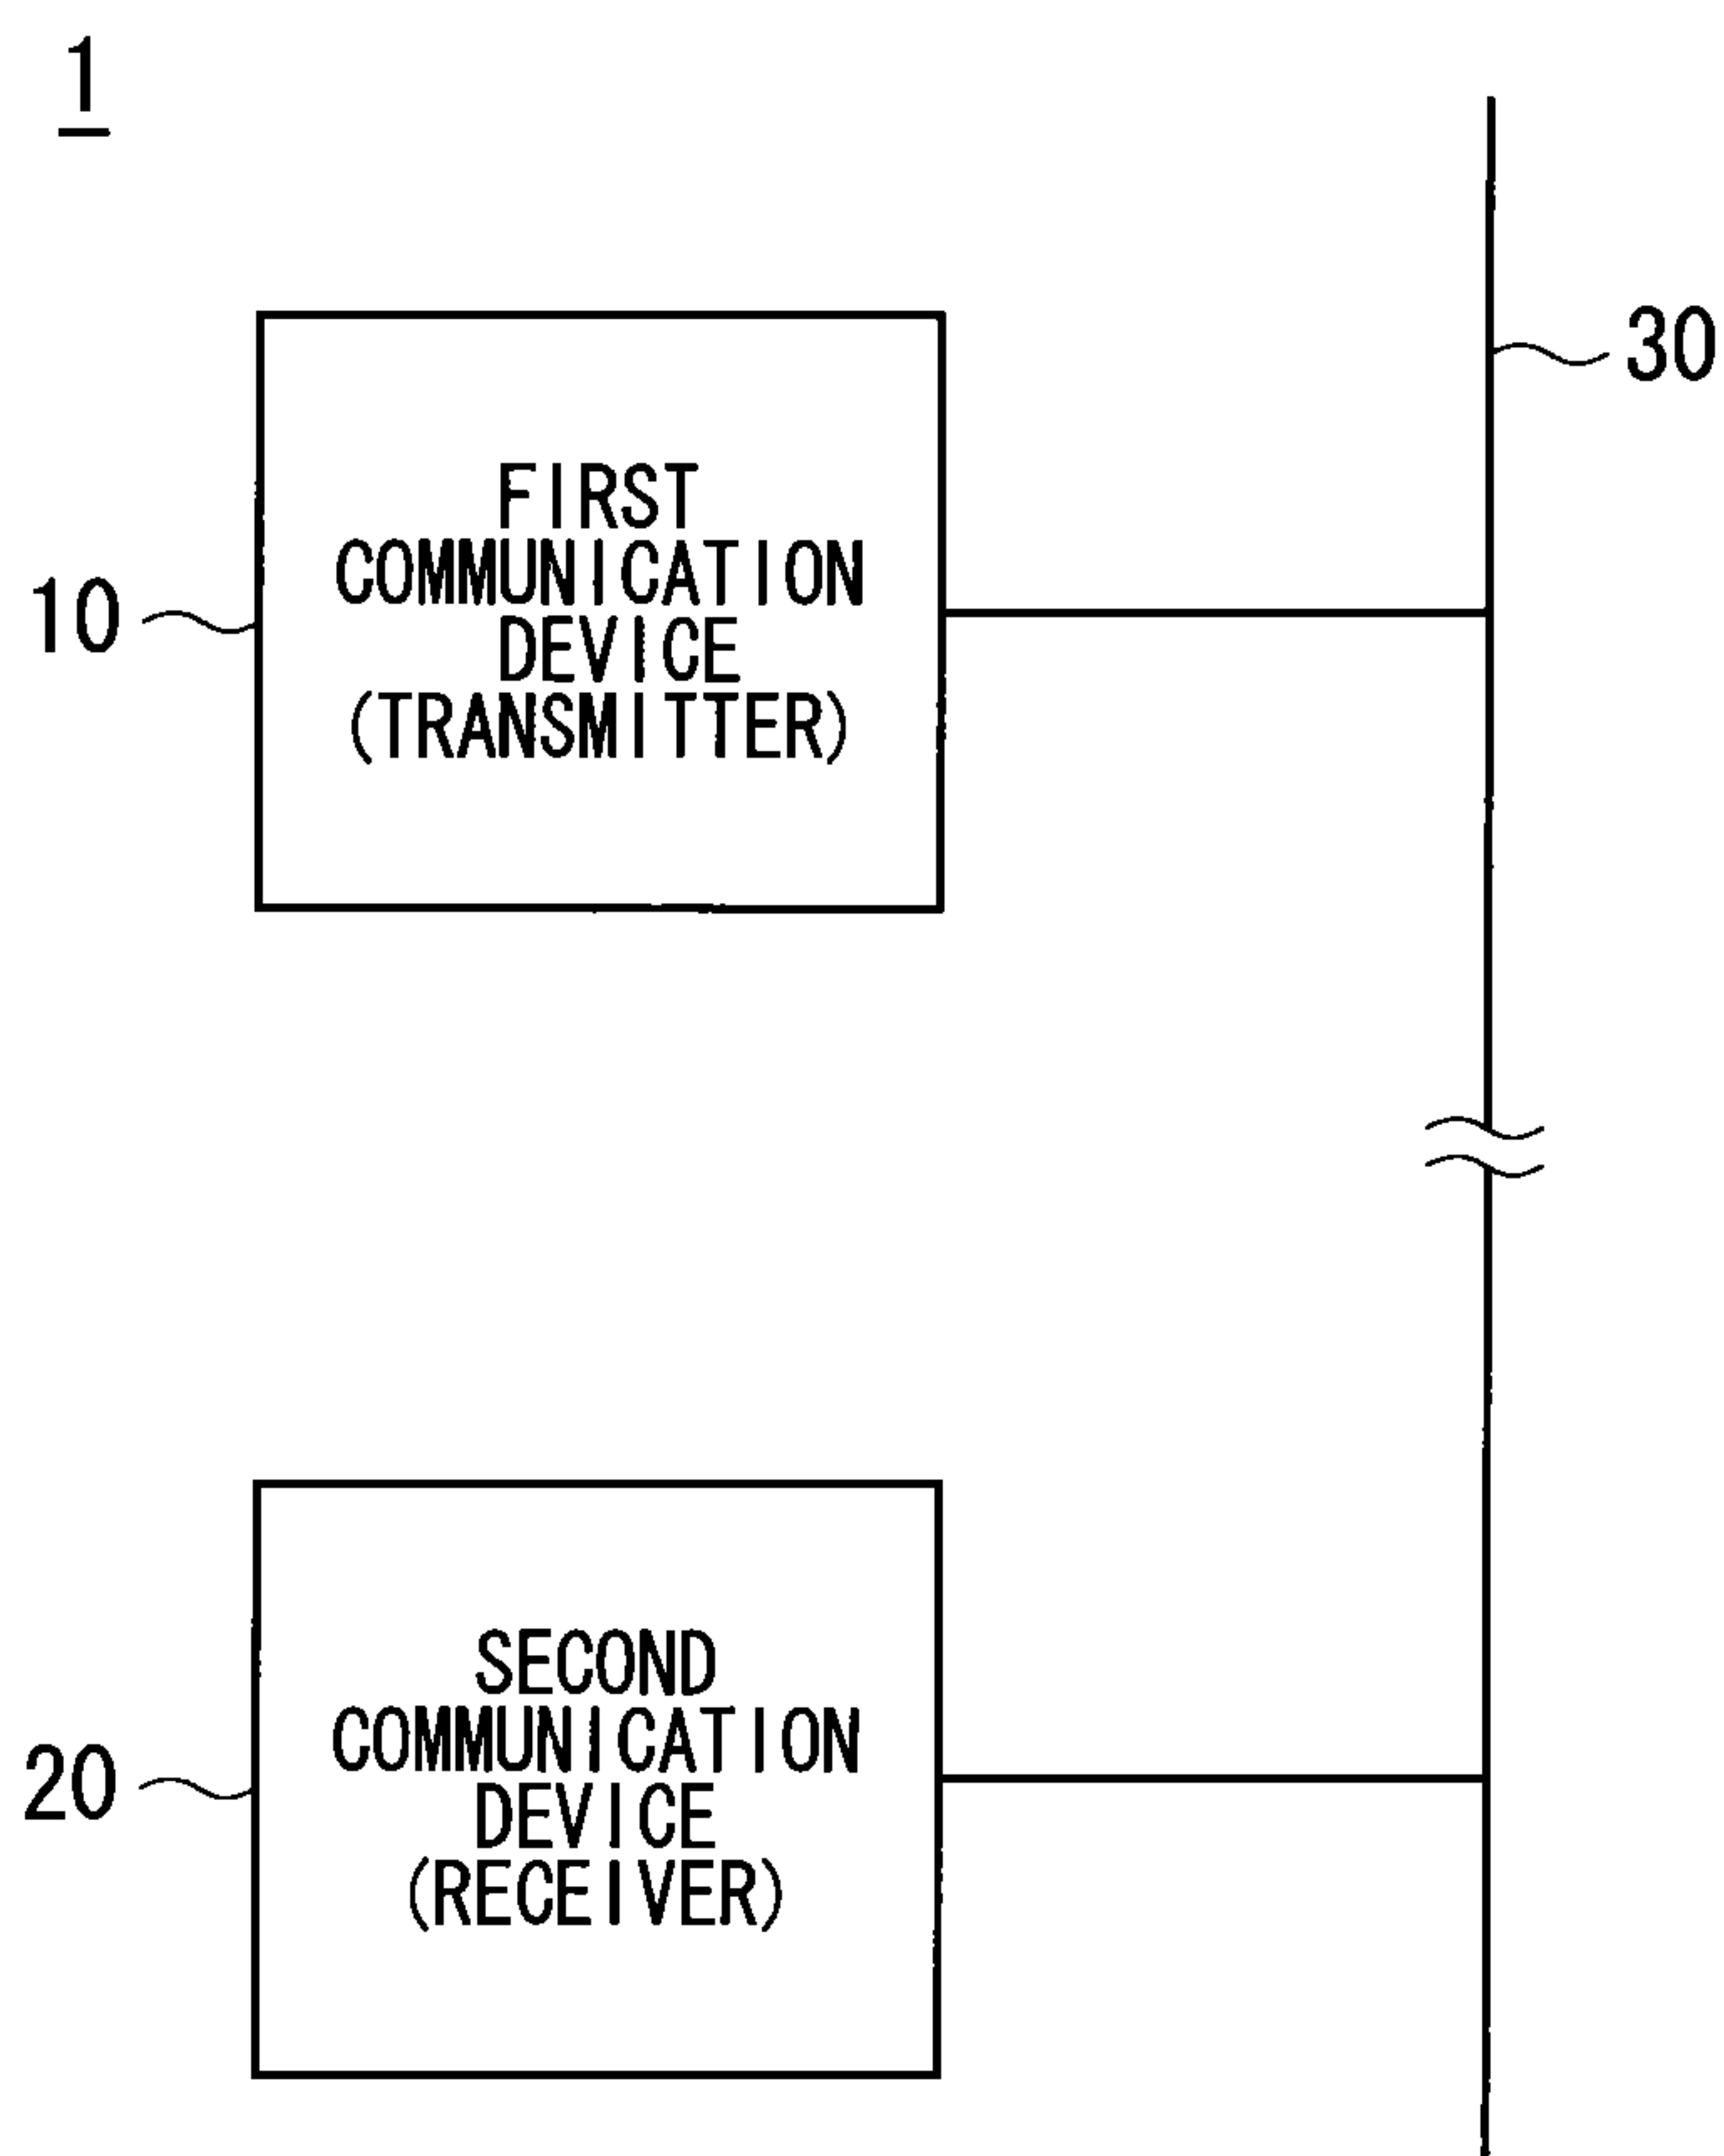 1
30
10
FIRST
COMMUNICATION
DEVICE
(TRANSMITTER)
20
SECOND
COMMUNICATION
DEVICE
(RECEIVER)